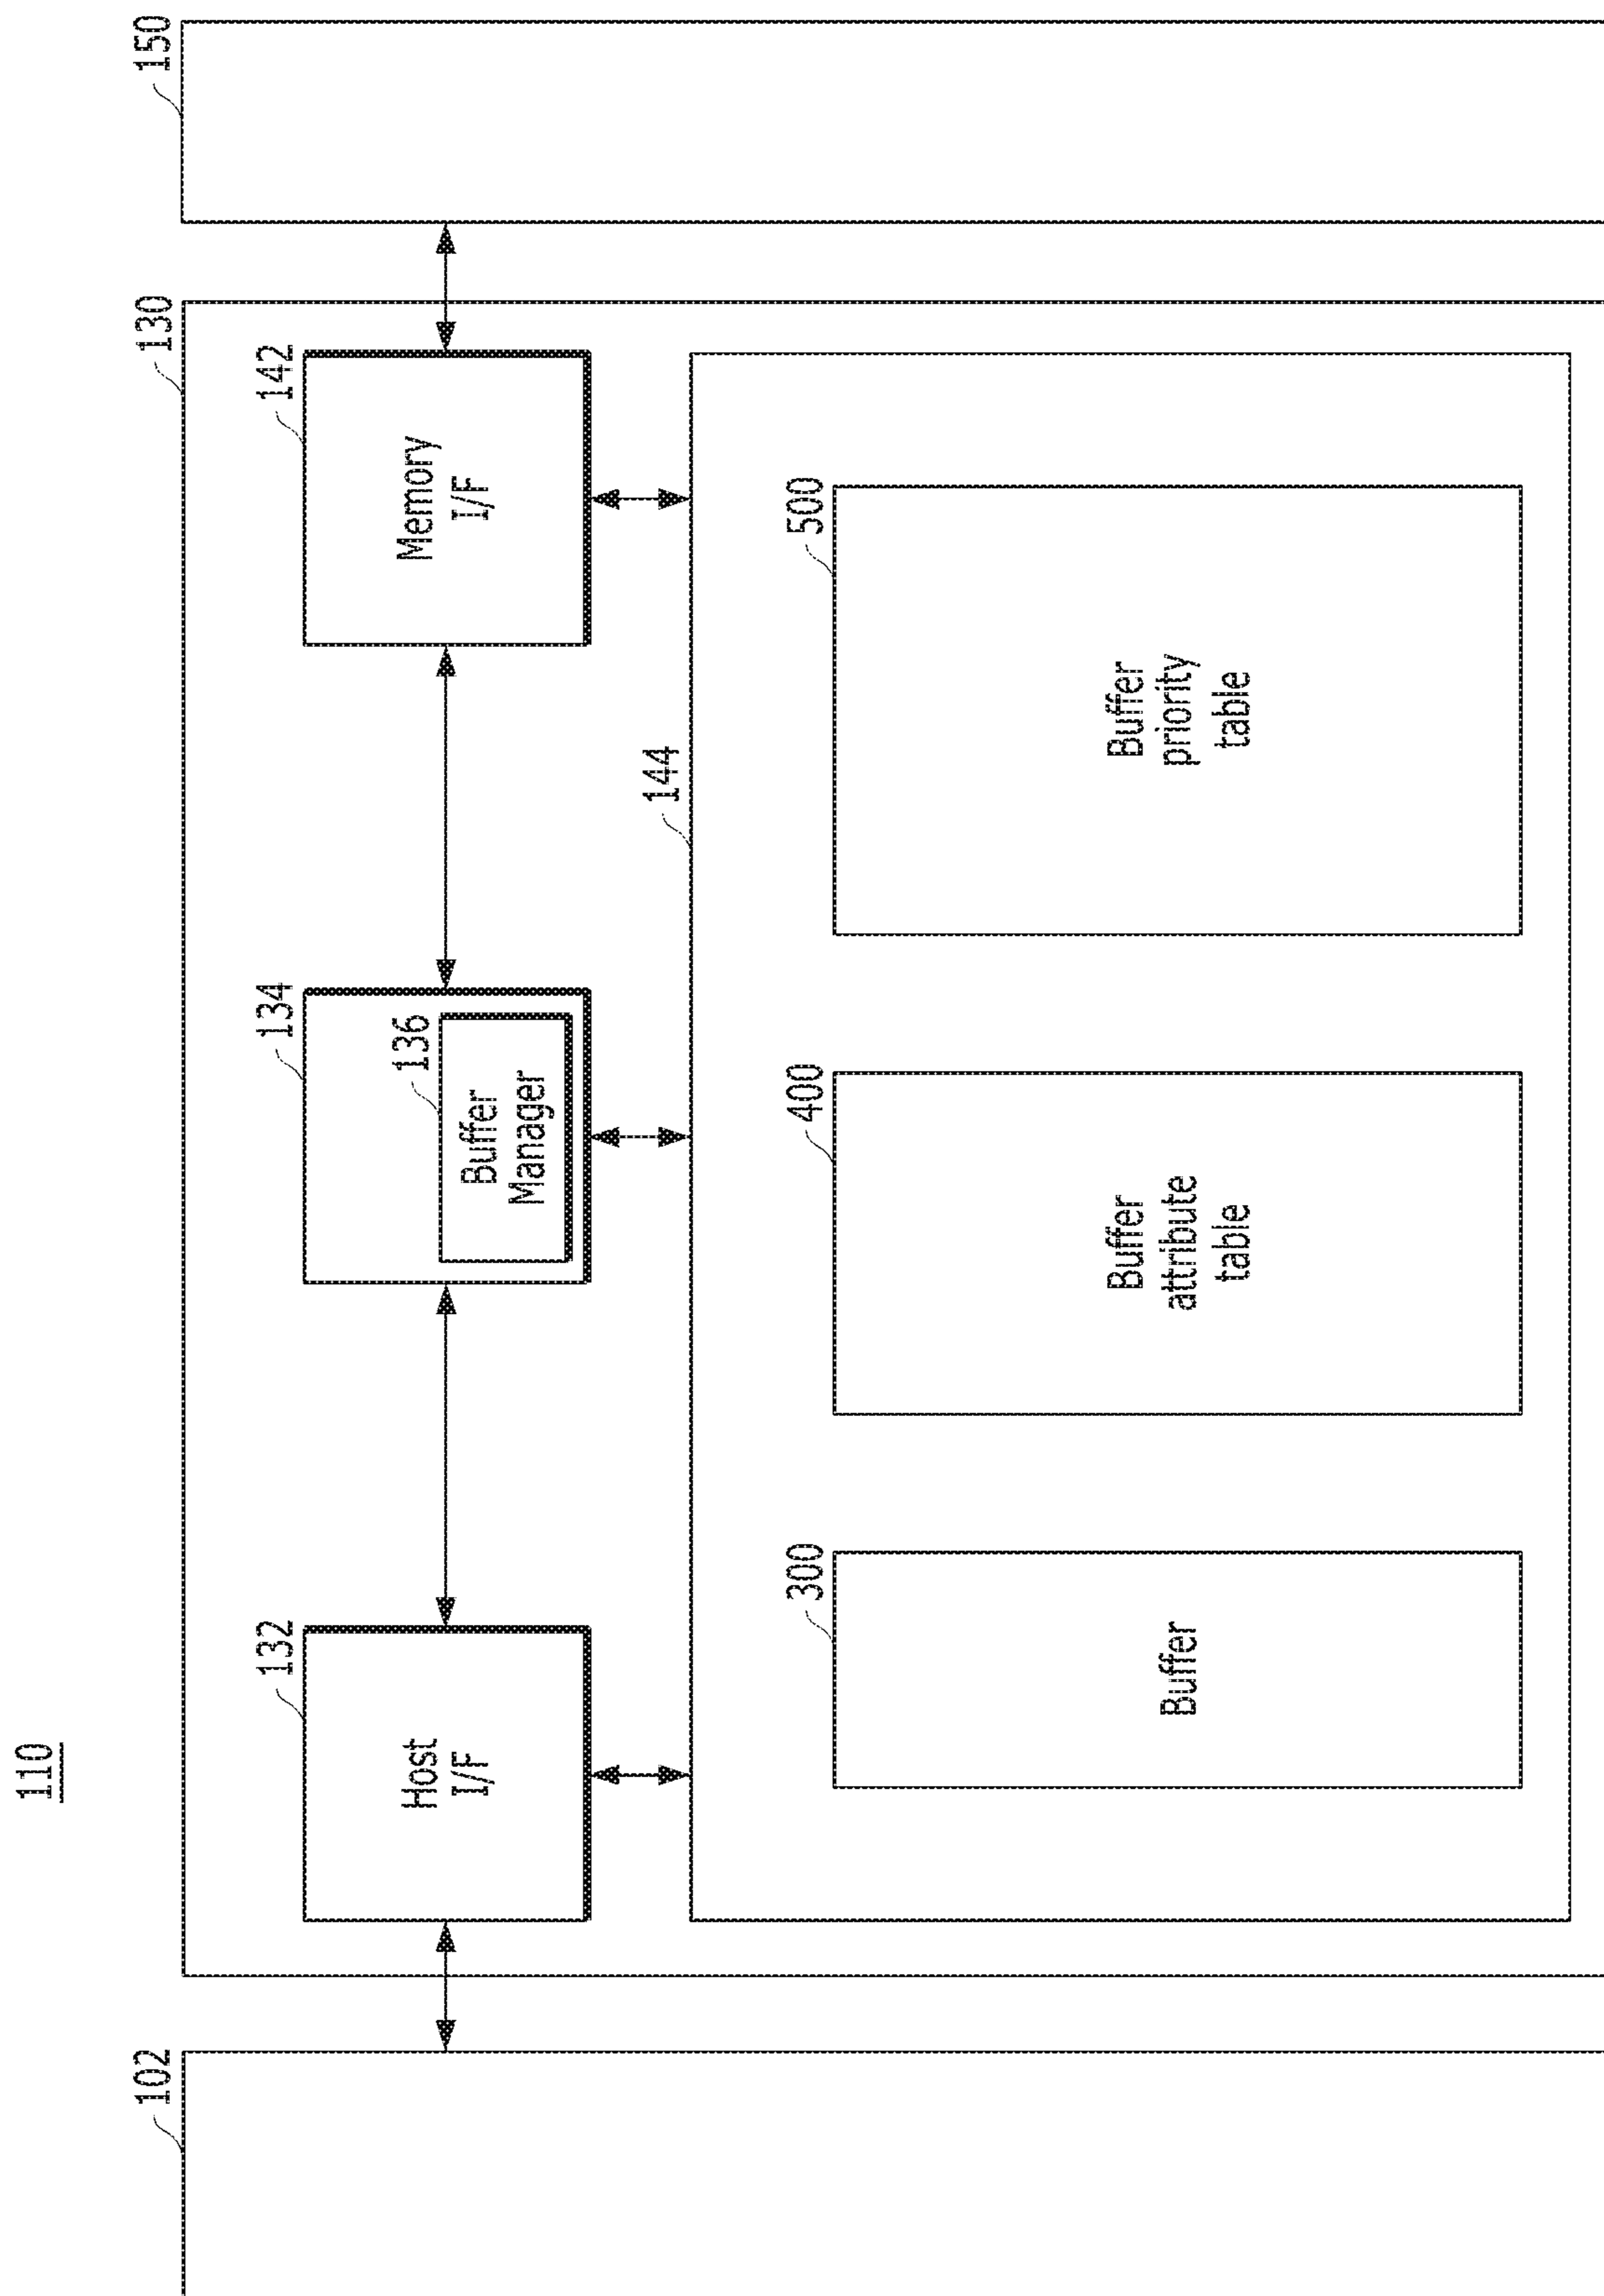 110
102
130
150
132
Host
I/F
134
136
Buffer
Manager
142
Memory
I/F
144
300
Buffer
400
Buffer
attribute
table
500
Buffer
priority
table